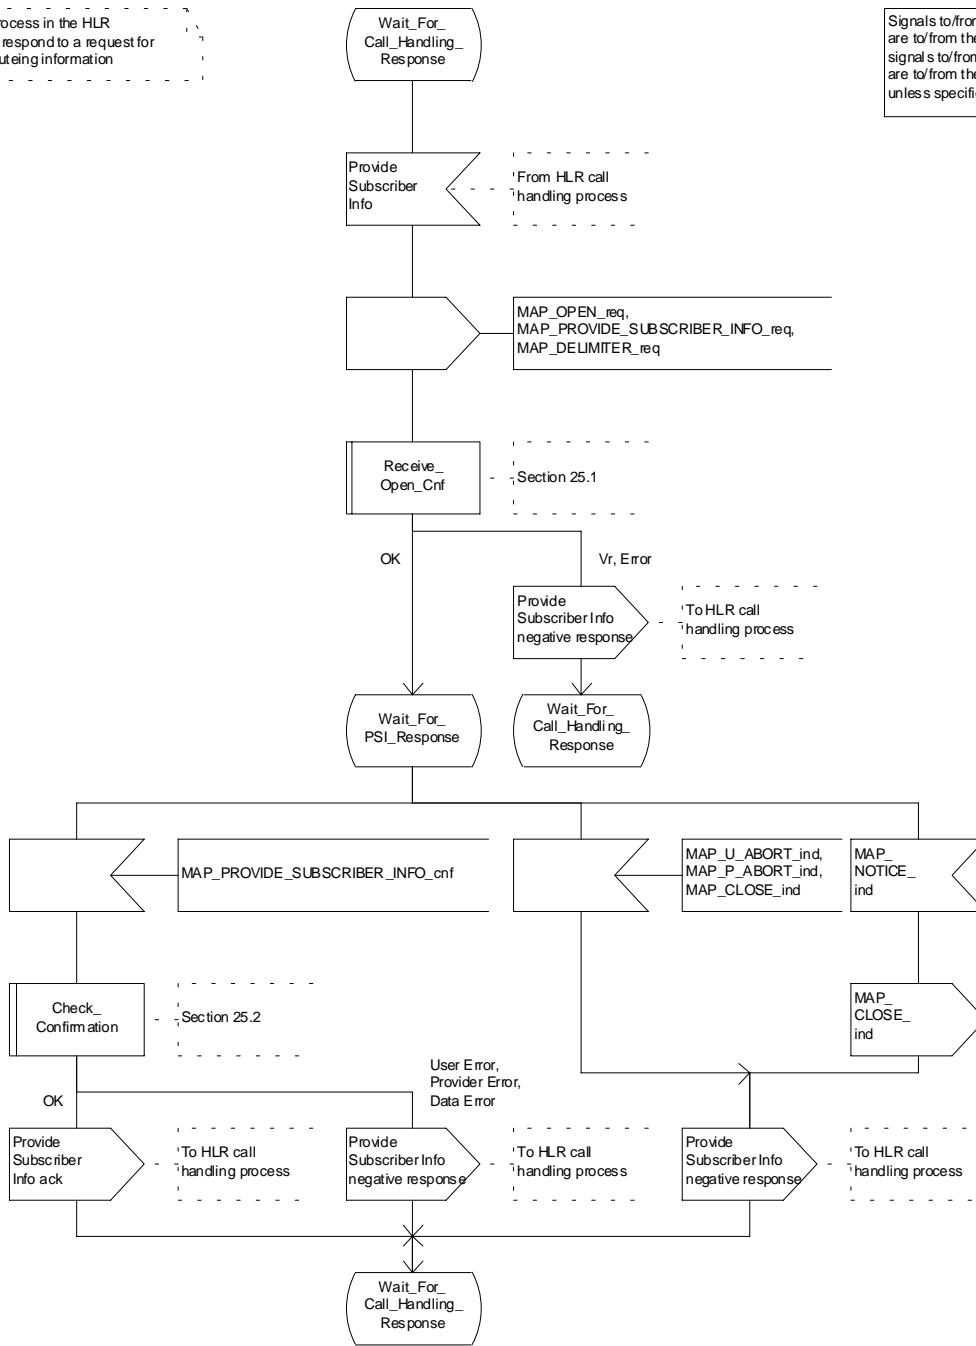 rocess in the HLR
respond to a request for
uteing information
Wait_For_
Call_Handling_
Response
Signals to/from
are to/from the
signals to/from
are to/from the
unless specifi
Provide
Subscriber
Info
From HLR call
handling process
MAP_OPEN_req,
MAP_PROVIDE_SUBSCRIBER_INFO_req,
MAP_DELIMITER_req
Receive_
Open_Cnf
Section 25.1
OK
Vr, Error
Provide
Subscriber Info
negative response
To HLR call
handling process
Wait_For_
PSI_Response
Wait_For_
Call_Handling_
Response
MAP_PROVIDE_SUBSCRIBER_INFO_cnf
MAP_U_ABORT_ind,
MAP_P_ABORT_ind,
MAP_CLOSE_ind
MAP_
NOTICE_
ind
Check_
Confirmation
Section 25.2
MAP_
CLOSE_
ind
User Error,
Provider Error,
Data Error
OK
Provide
Subscriber
Info ack
To HLR call
handling process
Provide
Subscriber Info
negative response
To HLR call
handling process
Provide
Subscriber Info
negative response
To HLR call
handling process
Wait_For_
Call_Handling_
Response